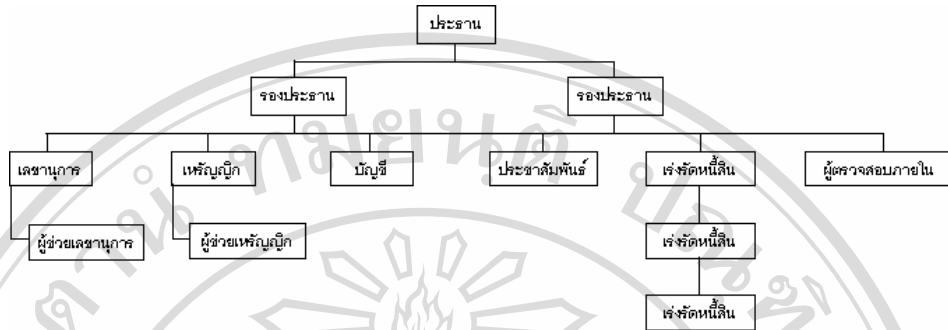 ประธาน
รองประธาน รองประธาน
เลขานุการ เหรัญญิก บัญชี ประชาสัมพันธ์ เร่งรัดหนี้สิน ผู้ตรวจสอบภายใน
ผู้ช่วยเลขานุการ ผู้ช่วยเหรัญญิก เร่งรัดหนี้สิน
เร่งรัดหนี้สิน